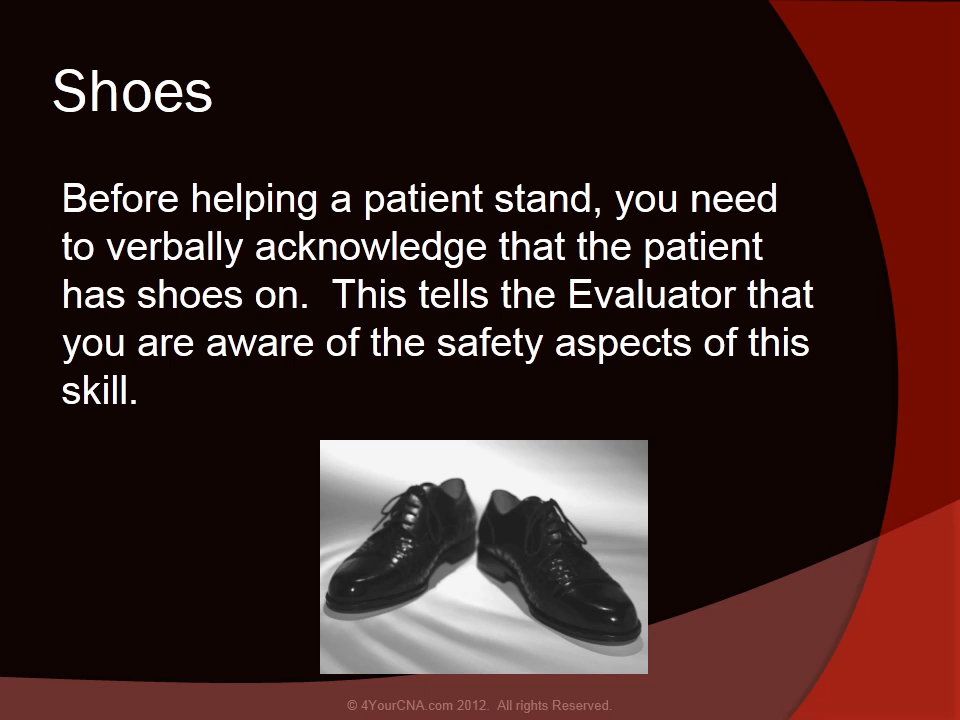 Shoes
Before helping a patient stand, you need
to verbally acknowledge that the patient
has shoes on.  This tells the Evaluator that
you are aware of the safety aspects of this
skill.
© 4YourCNA.com 2012.  All rights Reserved.